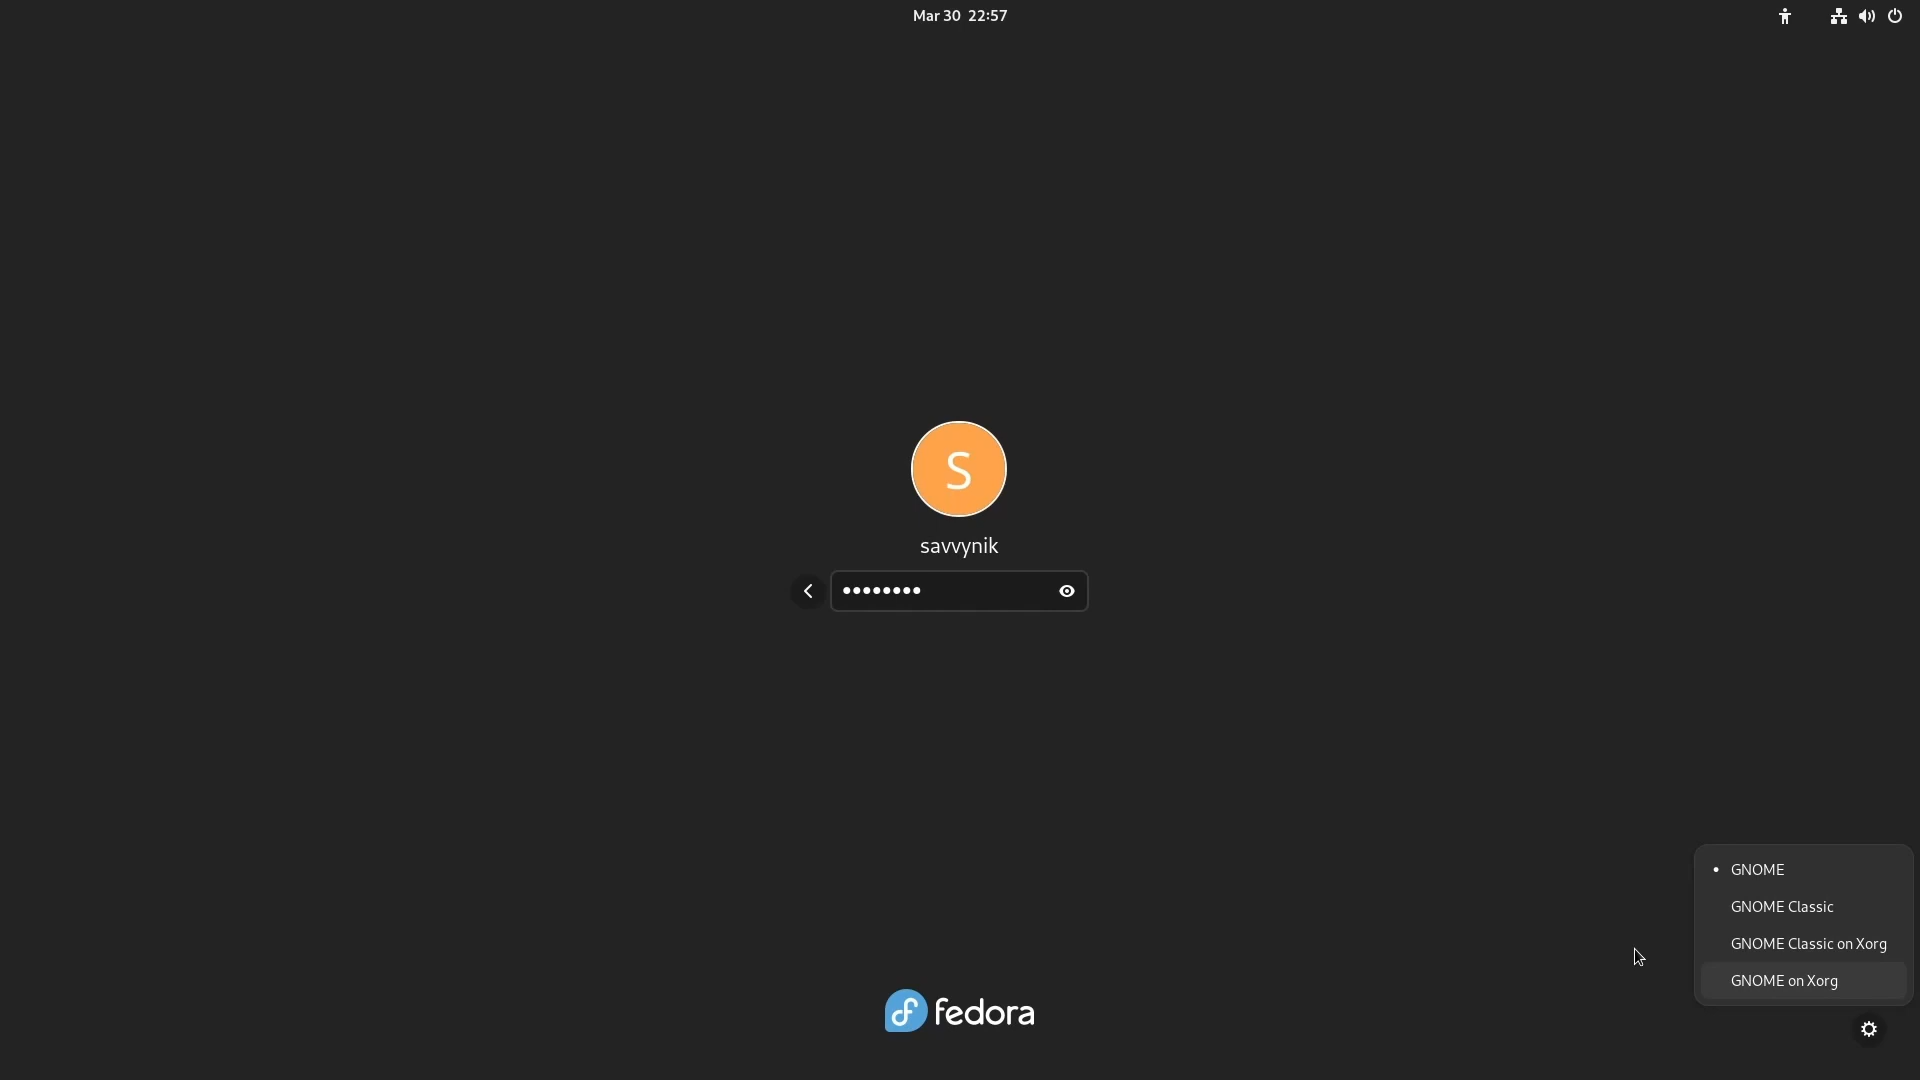 Mar 30 22:57
S
savvynik
••••••••
• GNOME
GNOME Classic
GNOME Classic on Xorg
GNOME on Xorg
fedora